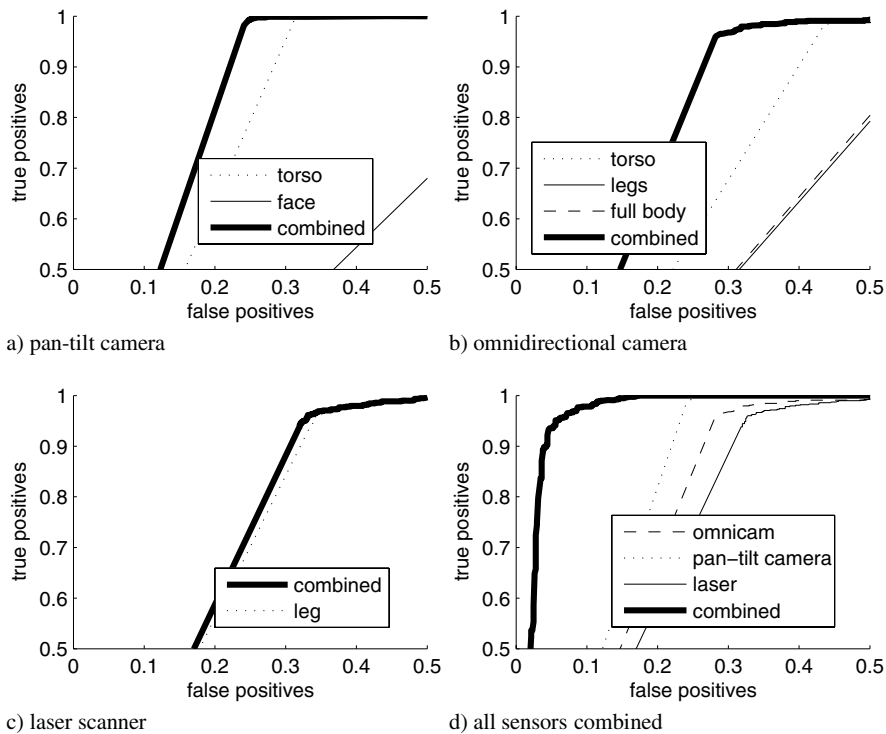 1
0.9
0.8
0.7
0.6
0.5
true positives
torso
face
combined
0 0.1 0.2 0.3 0.4 0.5
false positives
a) pan-tilt camera
1
0.9
0.8
0.7
0.6
0.5
true positives
torso
legs
full body
combined
0 0.1 0.2 0.3 0.4 0.5
false positives
b) omnidirectional camera
1
0.9
0.8
0.7
0.6
0.5
true positives
combined
leg
0 0.1 0.2 0.3 0.4 0.5
false positives
c) laser scanner
1
0.9
0.8
0.7
0.6
0.5
true positives
omnicam
pan−tilt camera
laser
combined
0 0.1 0.2 0.3 0.4 0.5
false positives
d) all sensors combined